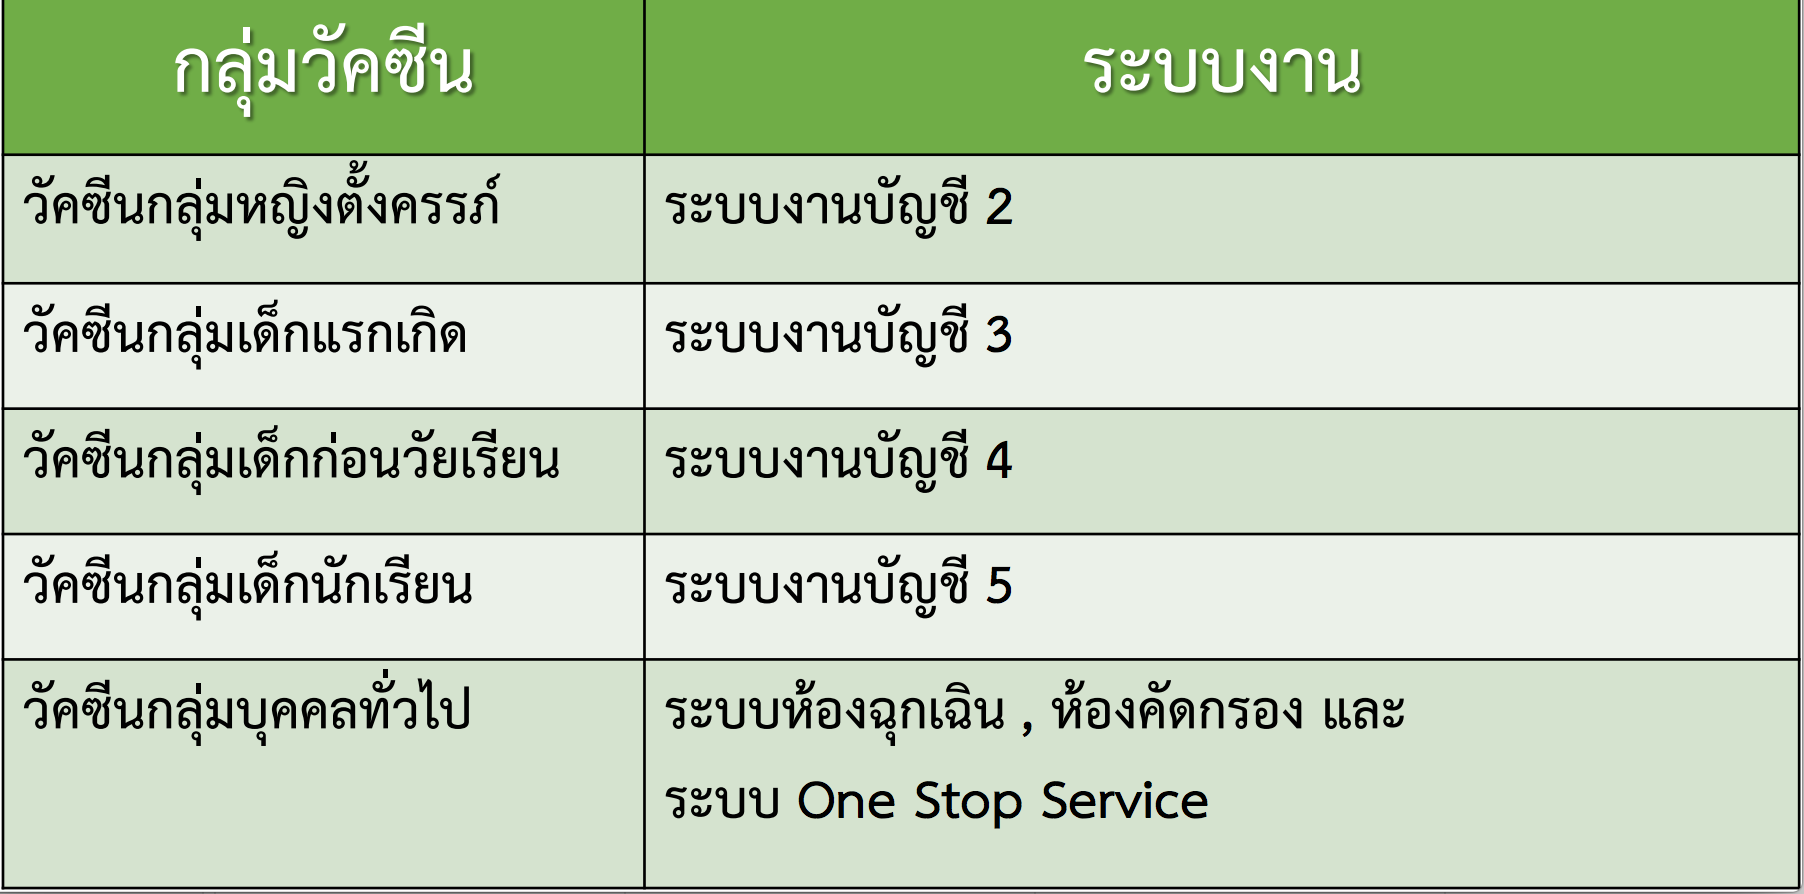 กลุ่มวัคซีน ระบบงาน
วัคซีนกลุ่มหญิงตั้งครรภ์ ระบบงานบัญชี 2
วัคซีนกลุ่มเด็กแรกเกิด ระบบงานบัญชี 3
วัคซีนกลุ่มเด็กก่อนวัยเรียน ระบบงานบัญชี 4
วัคซีนกลุ่มเด็กนักเรียน ระบบงานบัญชี 5
วัคซีนกลุ่มบุคคลทั่วไป ระบบห้องฉุกเฉิน , ห้องคัดกรอง และ
ระบบ One Stop Service